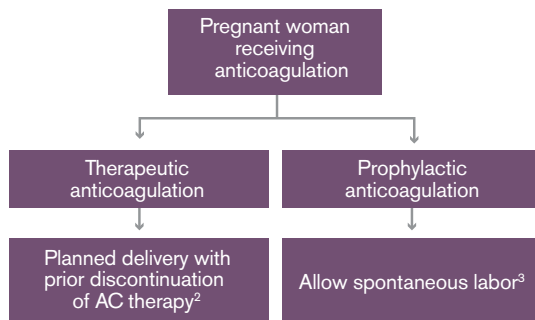 Pregnant woman
receiving
anticoagulation
Therapeutic
anticoagulation
Prophylactic
anticoagulation
Planned delivery with
prior discontinuation
of AC therapy²
Allow spontaneous labor³